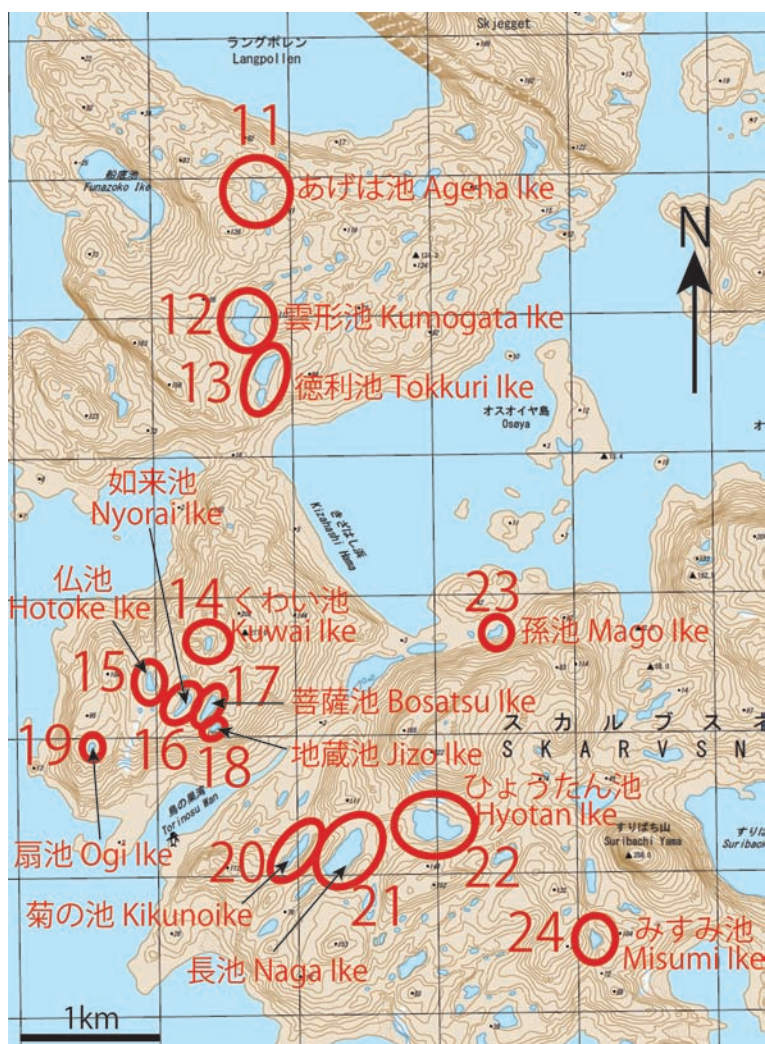 ラングボレン
Langpollen
Skjegget
11
船底池
Funazoko Ike
あげは池 Ageha Ike
N
12
雲形池 Kumogata Ike
13
徳利池 Tokkuri Ike
オスオイヤ島
Osøya
如来池
Nyorai Ike
きざはし浜
Kizahashi Hama
仏池
Hotoke Ike
14
くわい池
Kuwai Ike
23
孫池 Mago Ike
15
17
菩薩池 Bosatsu Ike
16
18
地蔵池 Jizo Ike
19
スカルブスネ
SKARVSN
ひょうたん池
Hyotan Ike
鳥の巣湾
Torinosu Wan
すりばち山
Suribachi Yama
すりば
Suribach
扇池 Ogi Ike
20
22
菊の池 Kikunoike
21
24
みすみ池
Misumi Ike
長池 Naga Ike
1km